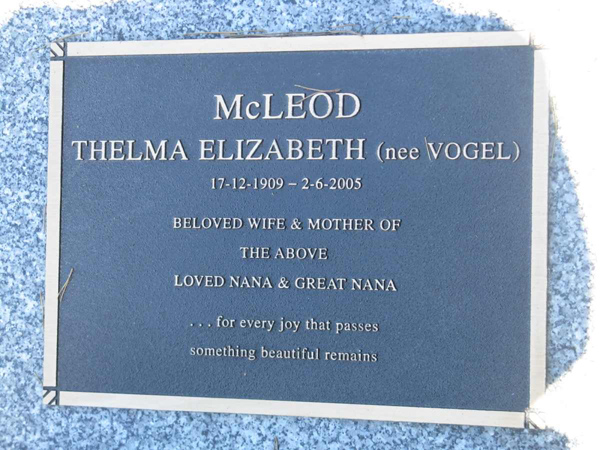 McLEOD
THELMA ELIZABETH (nee VOGEL)
17-12-1909 – 2-6-2005
BELOVED WIFE & MOTHER OF
THE ABOVE
LOVED NANA & GREAT NANA
. . . for every joy that passes
something beautiful remains